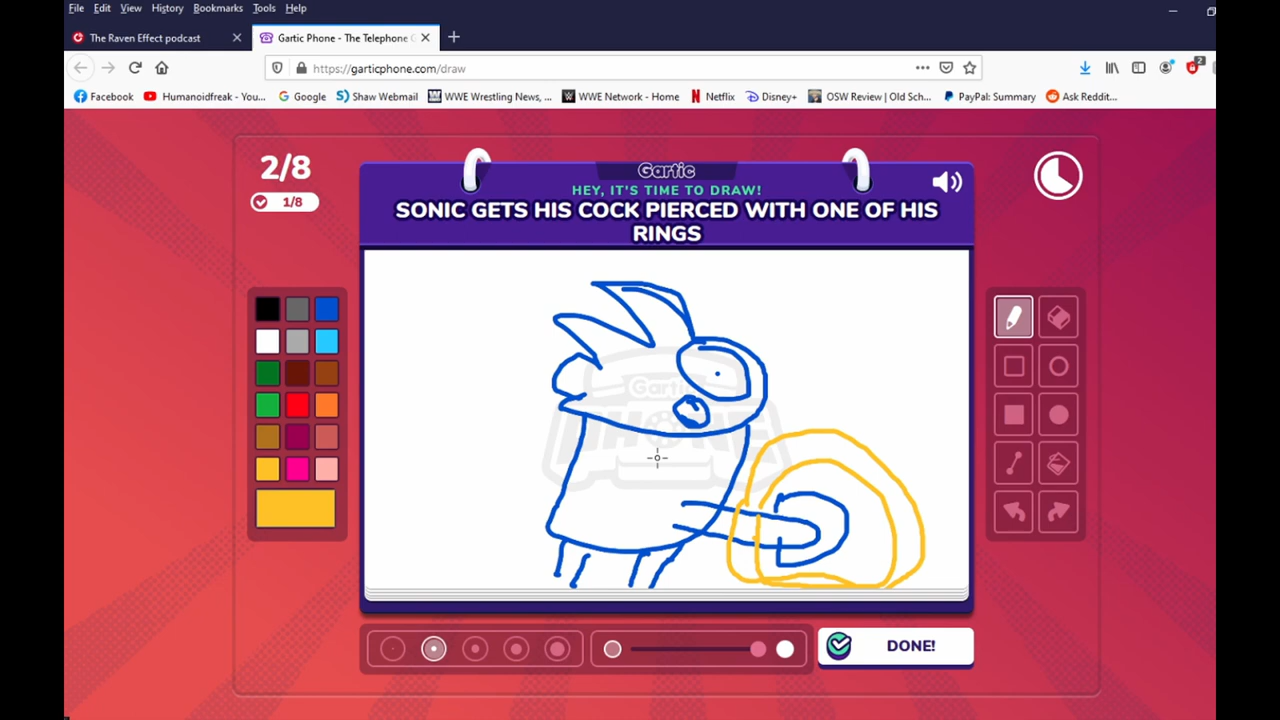 File Edit View History Bookmarks Tools Help
The Raven Effect podcast
Gartic Phone - The Telephone G
https://garticphone.com/draw
2
Facebook Humanoidfreak - You... Google Shaw Webmail WWE Wrestling News, ... WWE Network - Home Netflix Disney+ OSW Review | Old Sch... PayPal: Summary Ask Reddit...
2/8
1/8
Gartic
HEY, IT'S TIME TO DRAW!
SONIC GETS HIS COCK PIERCED WITH ONE OF HIS
RINGS
Gartic
PHONE
DONE!